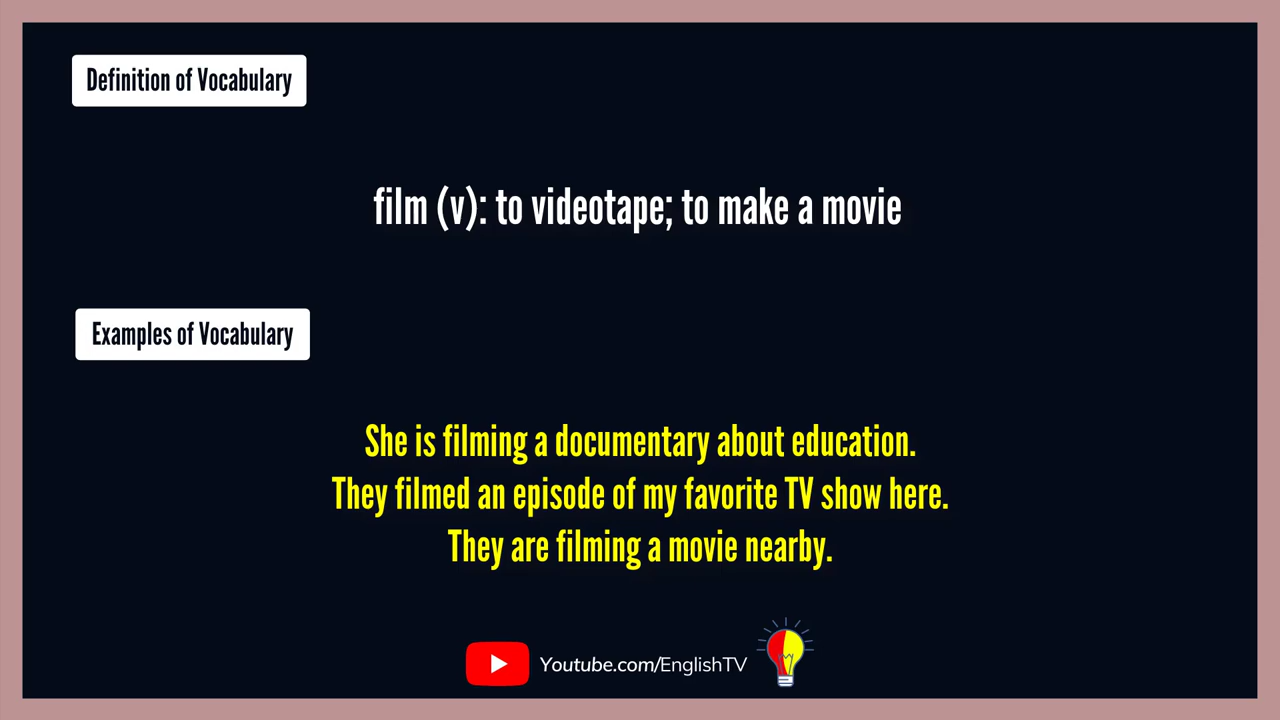 Definition of Vocabulary
film (v): to videotape; to make a movie
Examples of Vocabulary
She is filming a documentary about education.
They filmed an episode of my favorite TV show here.
They are filming a movie nearby.
Youtube.com/EnglishTV